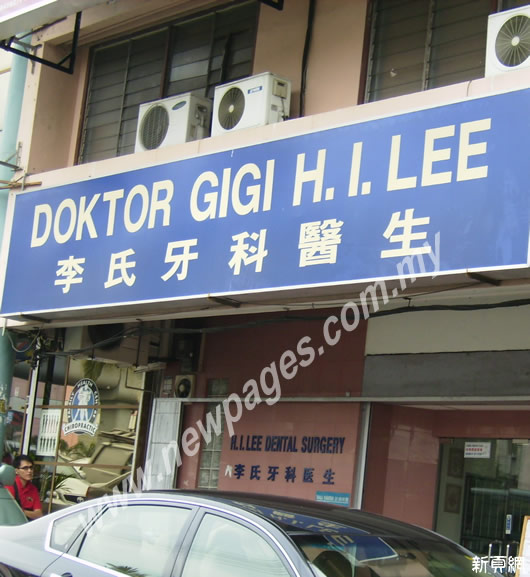 DOKTOR GIGI H.I. LEE
李氏牙科醫生
CHIROPRACTIC
H.I. LEE DENTAL SURGERY
李氏牙科医生
www.newpages.com.my
新頁網